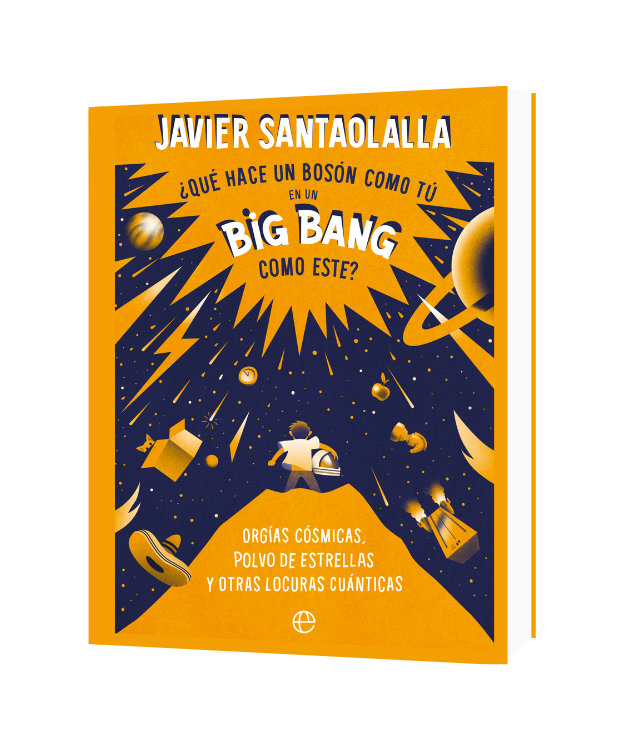 JAVIER SANTAOLALLA
¿QUÉ HACE UN BOSÓN COMO TÚ
EN UN
BIG BANG
COMO ESTE?
ORGÍAS CÓSMICAS,
POLVO DE ESTRELLAS
Y OTRAS LOCURAS CUÁNTICAS